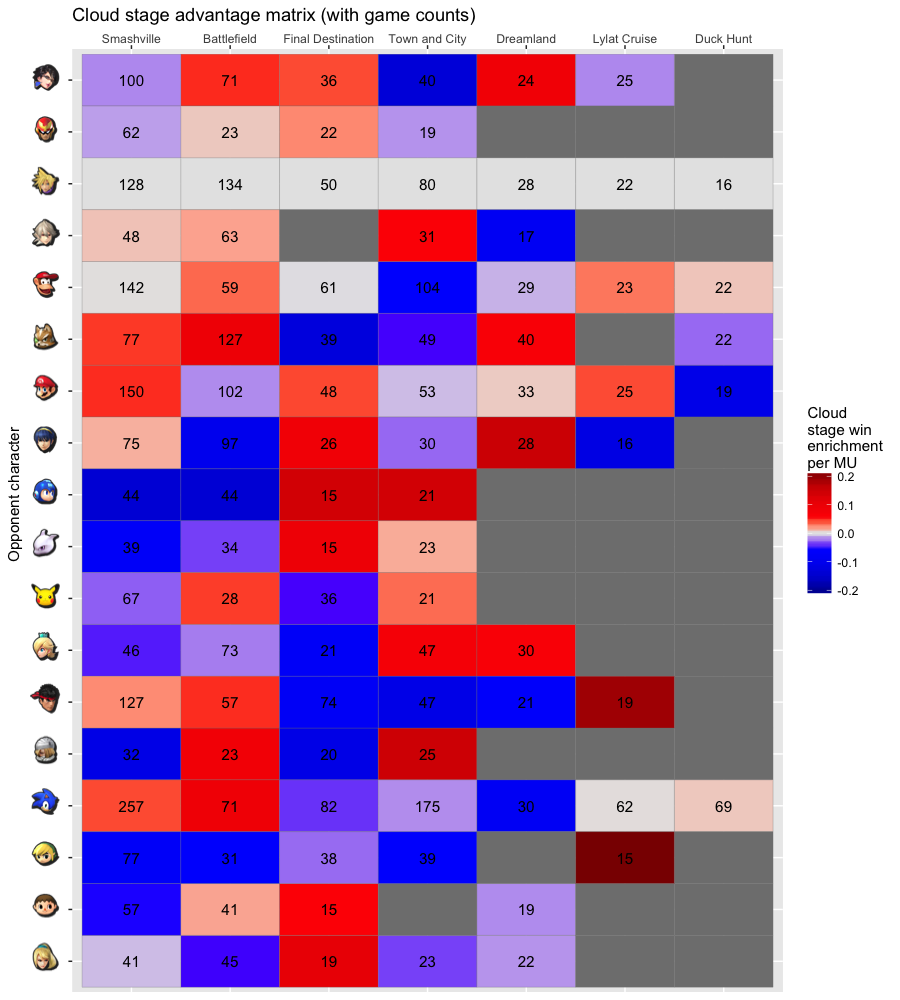 Cloud stage advantage matrix (with game counts)
Smashville Battlefield Final Destination Town and City Dreamland Lylat Cruise Duck Hunt
100 71 36 40 24 25
62 23 22 19
128 134 50 80 28 22 16
48 63 31 17
142 59 61 104 29 23 22
77 127 39 49 40 22
150 102 48 53 33 25 19
75 97 26 30 28 16
44 44 15 21
39 34 15 23
67 28 36 21
46 73 21 47 30
127 57 74 47 21 19
32 23 20 25
257 71 82 175 30 62 69
77 31 38 39 15
57 41 15 19
41 45 19 23 22
Opponent character
Cloud
stage win
enrichment
per MU
0.2
0.1
0.0
-0.1
-0.2